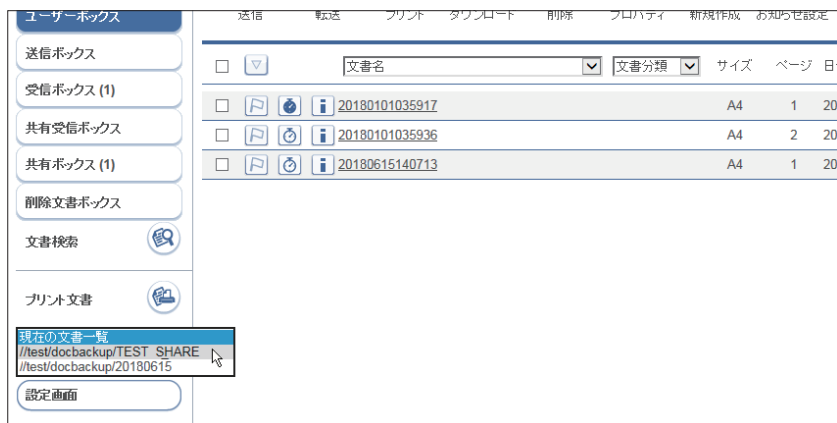 ユーザーボックス
送信ボックス
受信ボックス (1)
共有受信ボックス
共有ボックス (1)
削除文書ボックス
文書検索
プリント文書
現在の文書一覧
//test/docbackup/TEST_SHARE
//test/docbackup/20180615
設定画面
送信 転送 プリント ダウンロード 削除 プロパティ 新規作成 お知らせ設定
文書名 文書分類 サイズ ページ
20180101035917 A4 1 20
20180101035936 A4 2 20
20180615140713 A4 1 20